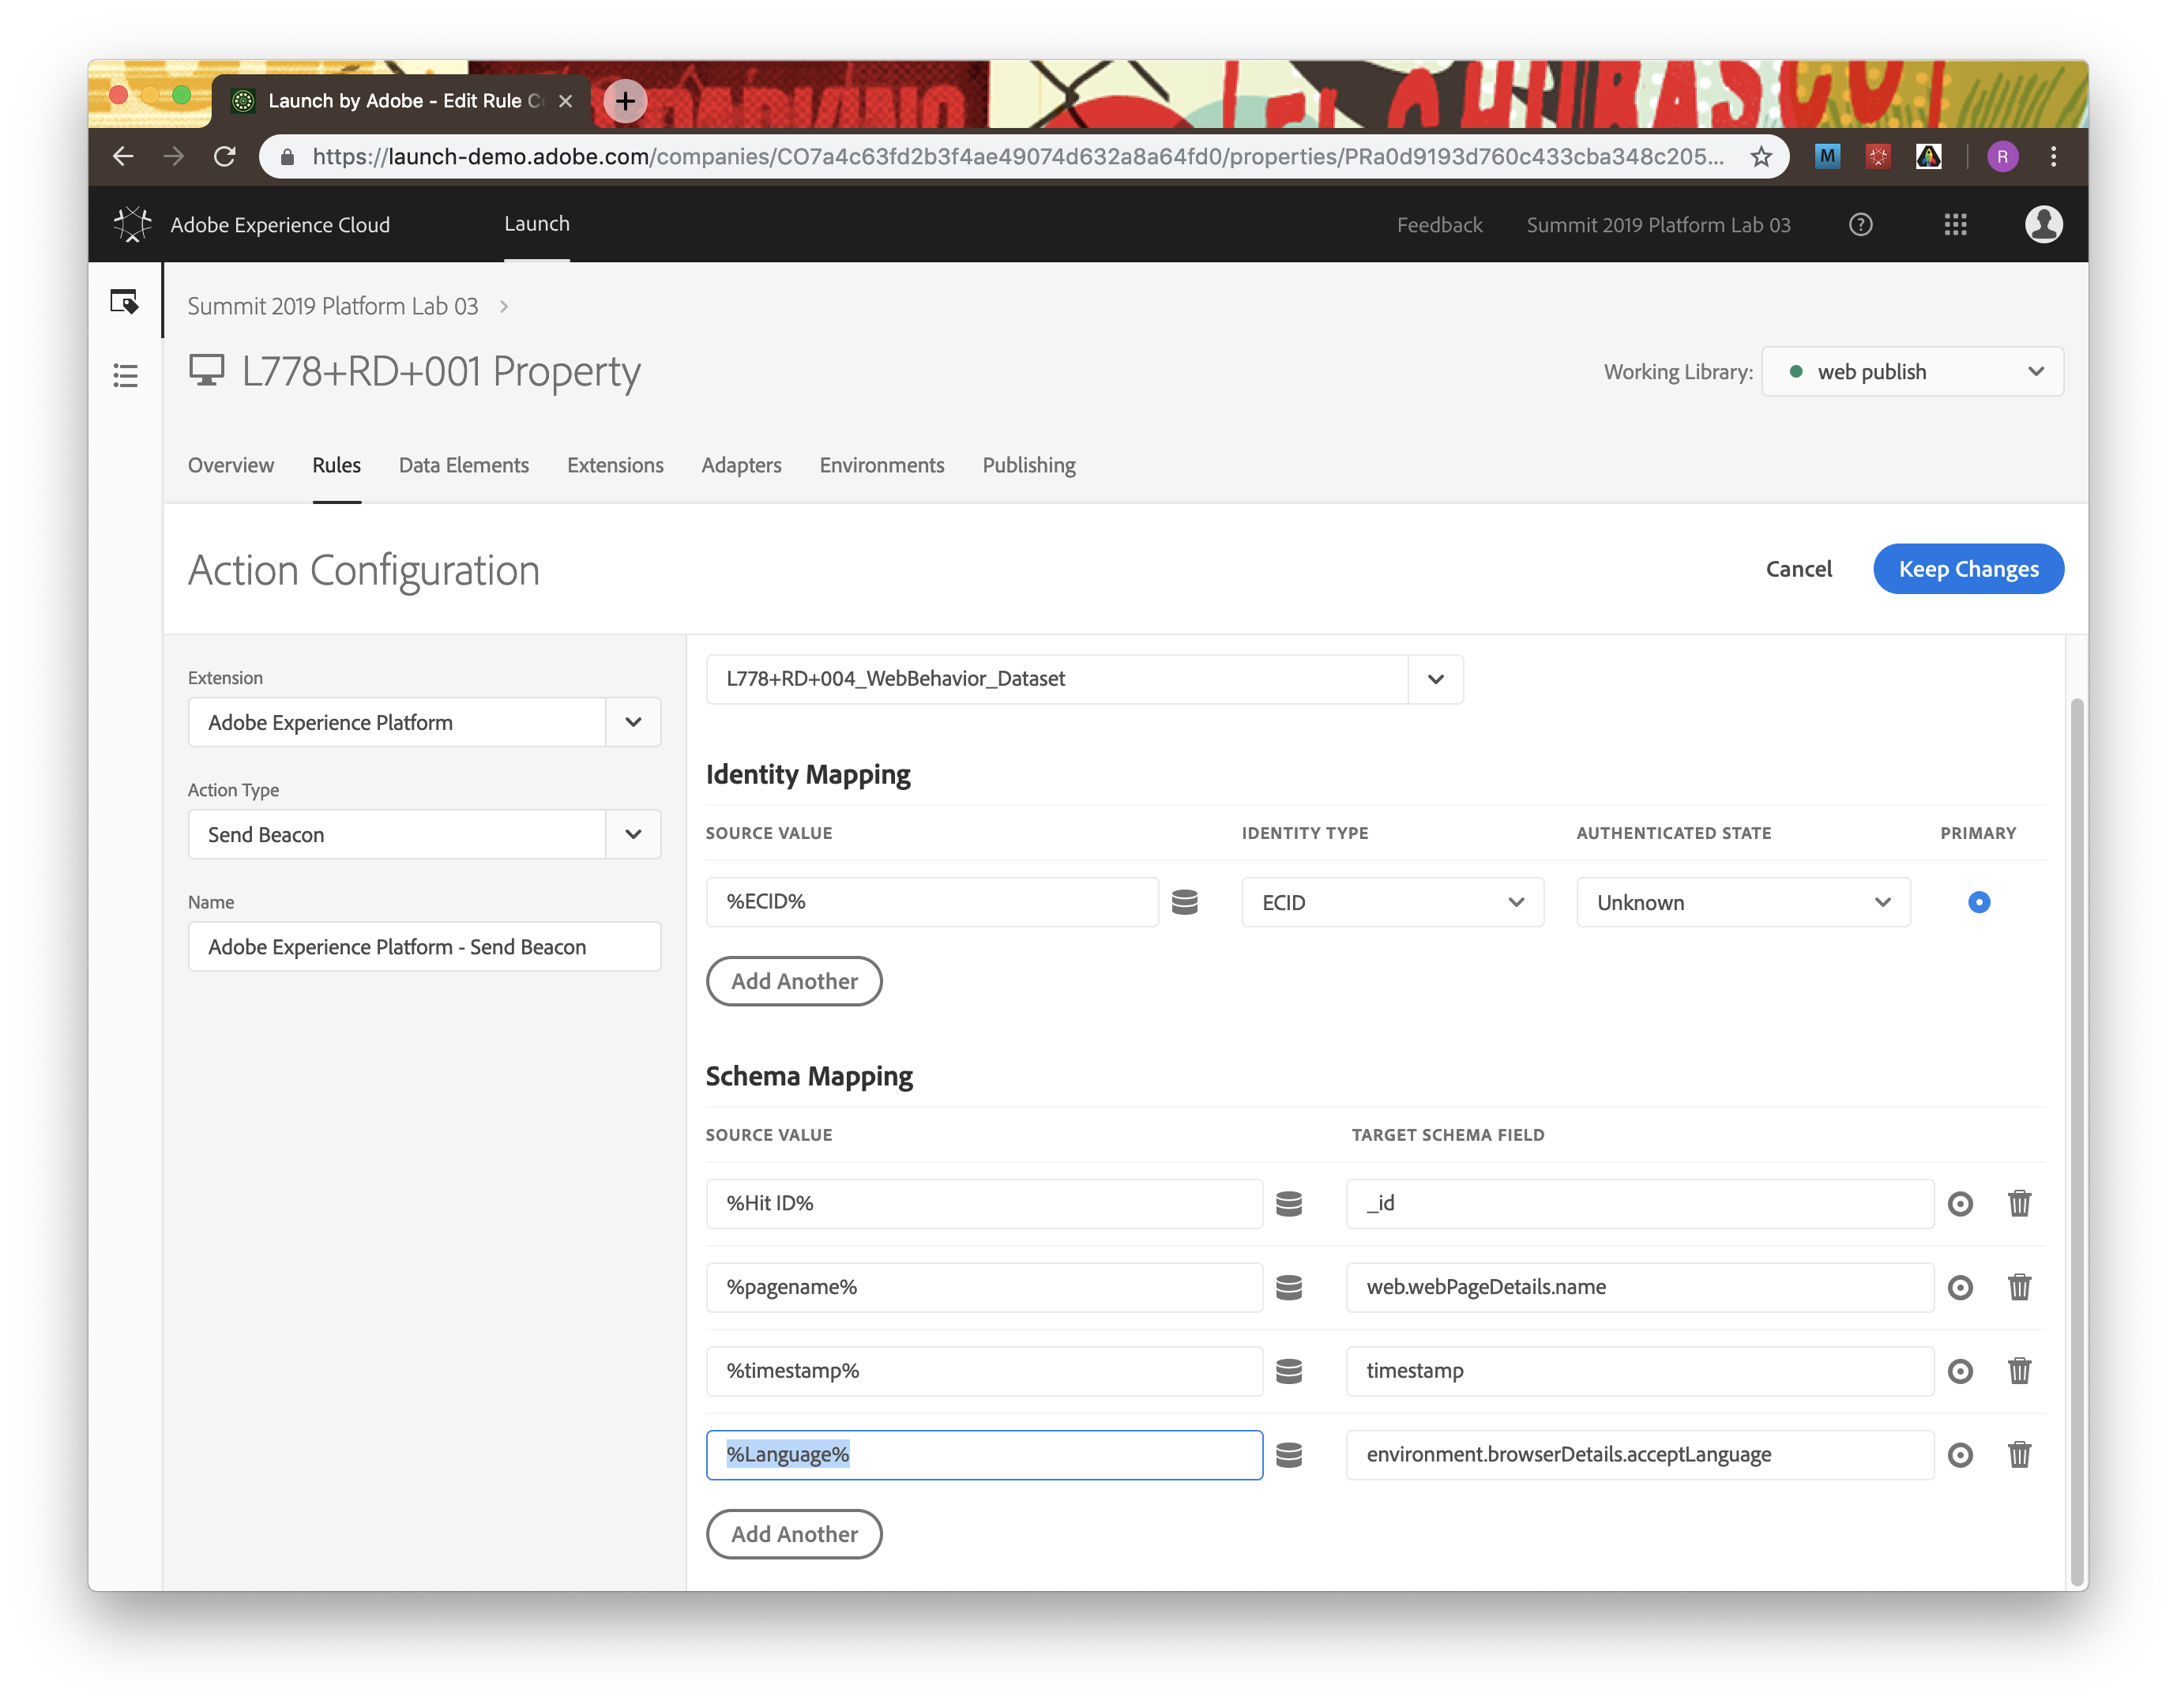 Launch by Adobe - Edit Rule C
https://launch-demo.adobe.com/companies/CO7a4c63fd2b3f4ae49074d632a8a64fd0/properties/PRa0d9193d760c433cba348c205...
M
R
Adobe Experience Cloud
Launch
Feedback
Summit 2019 Platform Lab 03
Summit 2019 Platform Lab 03
L778+RD+001 Property
Working Library:
web publish
Overview
Rules
Data Elements
Extensions
Adapters
Environments
Publishing
Action Configuration
Cancel
Keep Changes
Extension
Adobe Experience Platform
Action Type
Send Beacon
Name
Adobe Experience Platform - Send Beacon
L778+RD+004_WebBehavior_Dataset
Identity Mapping
SOURCE VALUE
IDENTITY TYPE
AUTHENTICATED STATE
PRIMARY
%ECID%
ECID
Unknown
Add Another
Schema Mapping
SOURCE VALUE
TARGET SCHEMA FIELD
%Hit ID%
_id
%pagename%
web.webPageDetails.name
%timestamp%
timestamp
%Language%
environment.browserDetails.acceptLanguage
Add Another